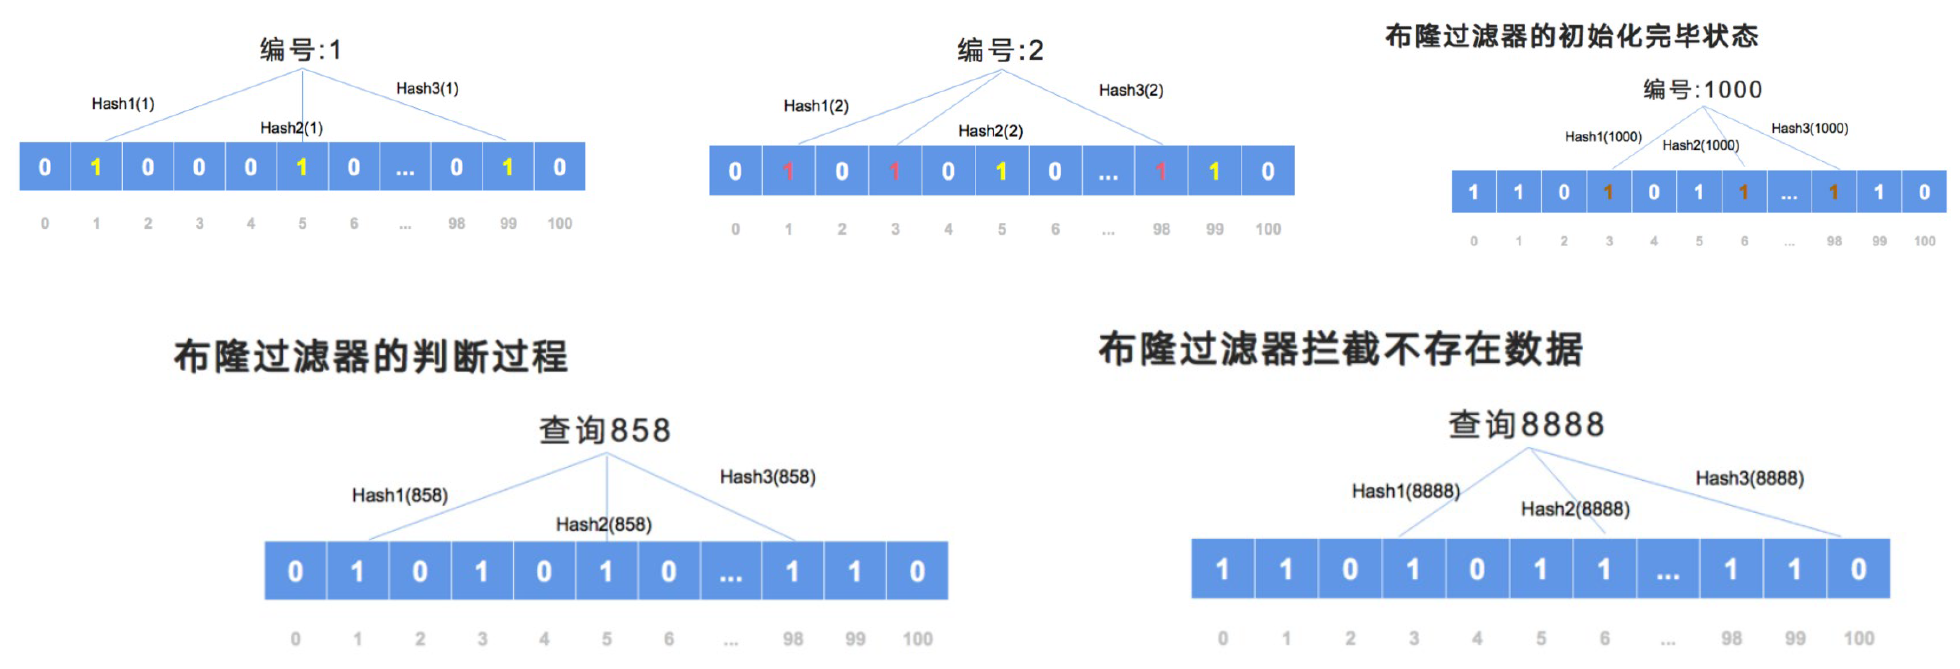 编号:1
Hash1(1)
Hash2(1)
Hash3(1)
0 1 0 0 0 1 0 ... 0 1 0
0 1 2 3 4 5 6 ... 98 99 100
编号:2
Hash1(2)
Hash2(2)
Hash3(2)
0 1 0 1 0 1 0 ... 1 1 0
0 1 2 3 4 5 6 ... 98 99 100
布隆过滤器的初始化完毕状态
编号:1000
Hash1(1000)
Hash2(1000)
Hash3(1000)
1 1 0 1 0 1 1 ... 1 1 0
0 1 2 3 4 5 6 ... 98 99 100
布隆过滤器的判断过程
查询858
Hash1(858)
Hash2(858)
Hash3(858)
0 1 0 1 0 1 0 ... 1 1 0
0 1 2 3 4 5 6 ... 98 99 100
布隆过滤器拦截不存在数据
查询8888
Hash1(8888)
Hash2(8888)
Hash3(8888)
1 1 0 1 0 1 1 ... 1 1 0
0 1 2 3 4 5 6 ... 98 99 100